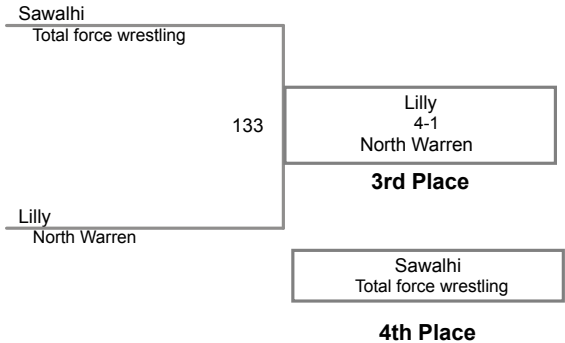 Sawalhi
Total force wrestling
133
Lilly
4-1
North Warren
3rd Place
Lilly
North Warren
Sawalhi
Total force wrestling
4th Place